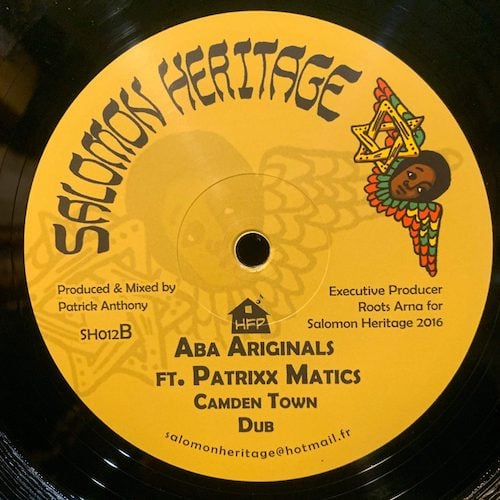 SALOMON HERITAGE
Produced & Mixed by
Patrick Anthony
SH012B
Executive Producer
Roots Arna for
Salomon Heritage 2016
HFP
ABA ARIGINALS
FT. PATRIXX MATICS
CAMDEN TOWN
DUB
salomonheritage@hotmail.fr